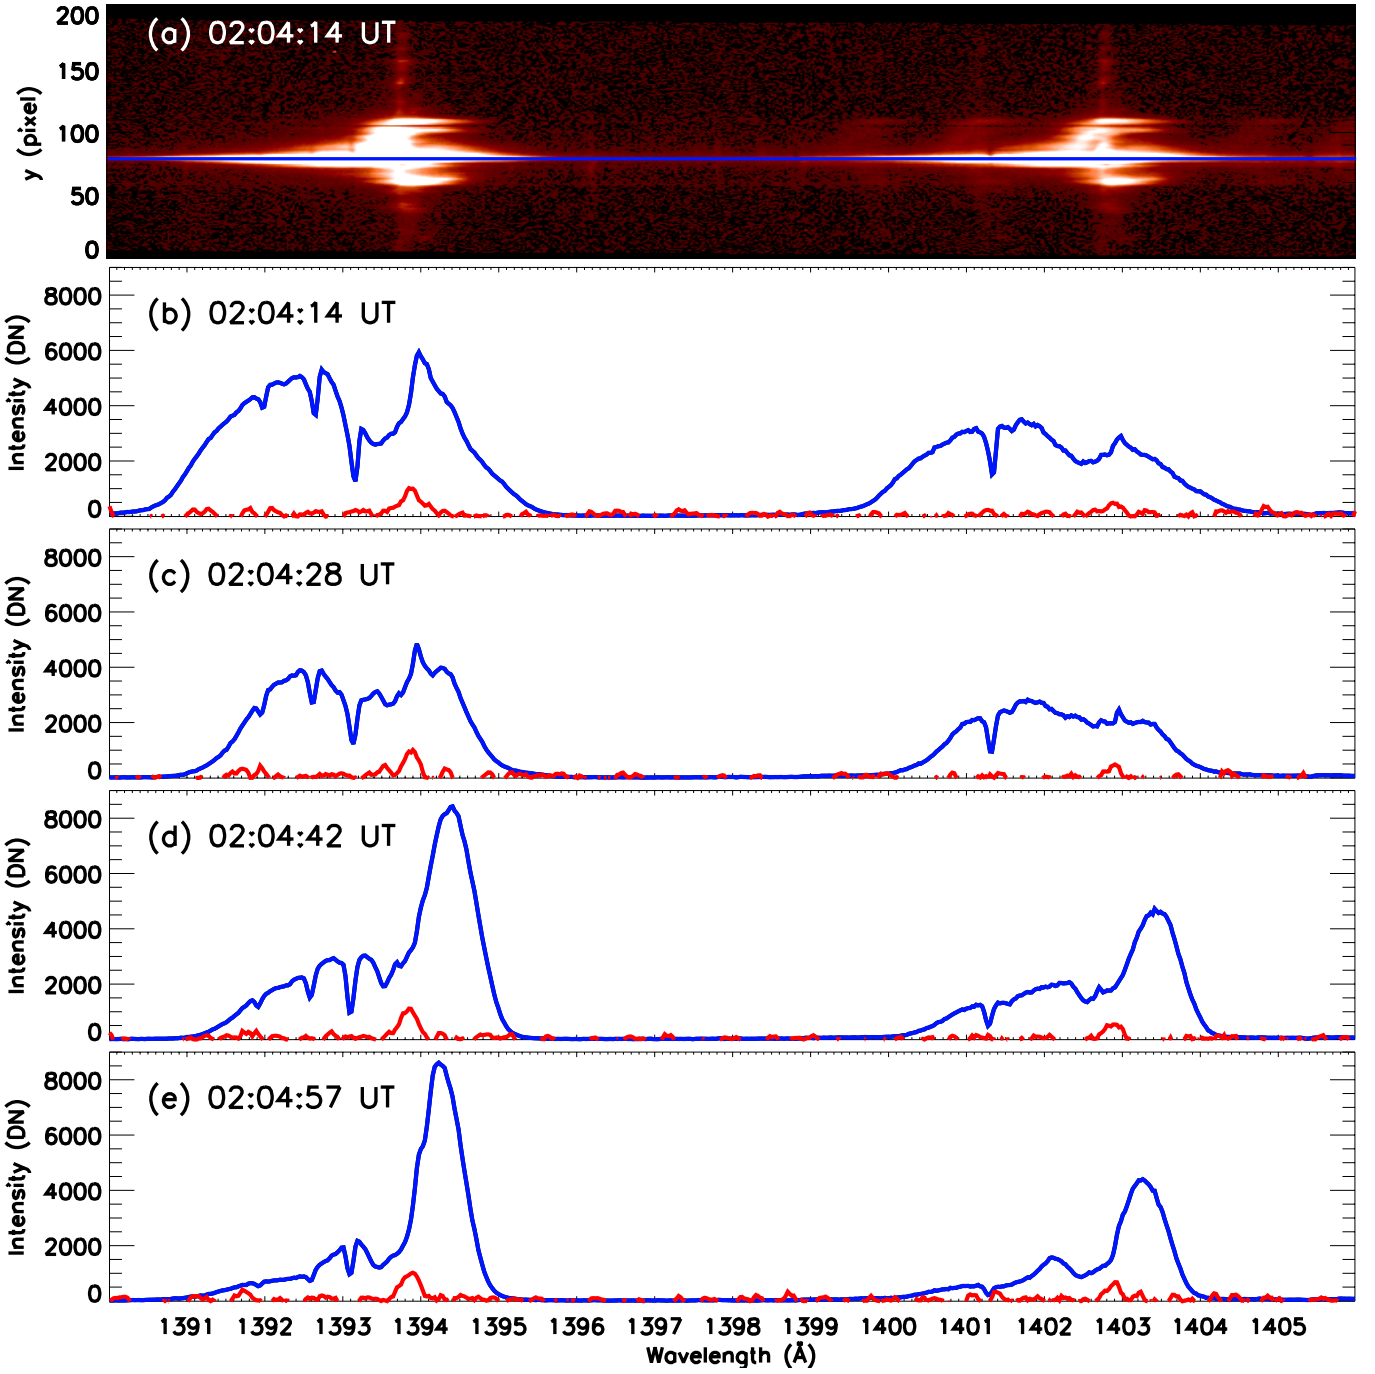 (a) 02:04:14 UT
200
150
100
50
0
y (pixel)
(b) 02:04:14 UT
8000
6000
4000
2000
0
Intensity (DN)
(c) 02:04:28 UT
8000
6000
4000
2000
0
Intensity (DN)
(d) 02:04:42 UT
8000
6000
4000
2000
0
Intensity (DN)
(e) 02:04:57 UT
8000
6000
4000
2000
0
Intensity (DN)
1391 1392 1393 1394 1395 1396 1397 1398 1399 1400 1401 1402 1403 1404 1405
Wavelength (Å)